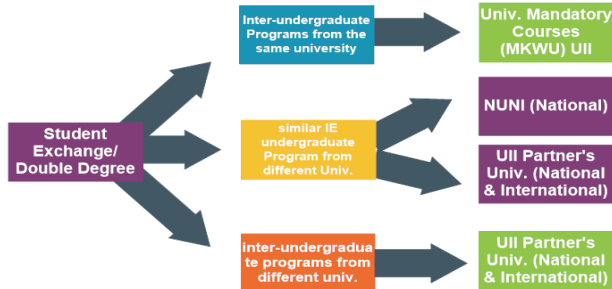 Student
Exchange/
Double Degree
Inter-undergraduate
Programs from the
same university
Univ. Mandatory
Courses
(MKWU) UII
similar IE
undergraduate
Program from
different Univ.
NUNI (National)
UII Partner's
Univ. (National
& International)
inter-undergradua
te programs from
different univ.
UII Partner's
Univ. (National
& International)